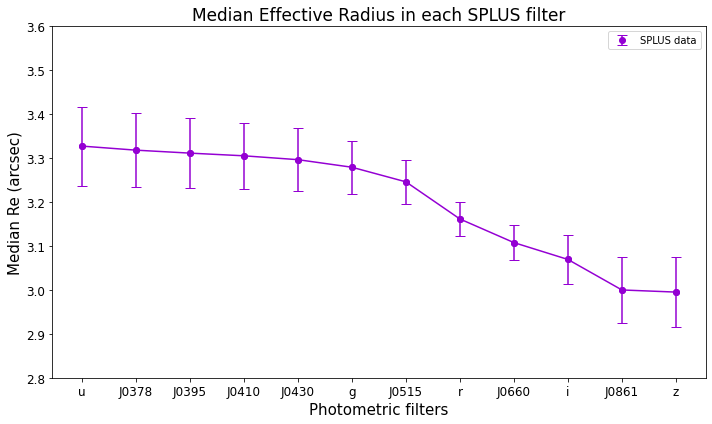 Median Effective Radius in each SPLUS filter
SPLUS data
Median Re (arcsec)
3.6
3.5
3.4
3.3
3.2
3.1
3.0
2.9
2.8
u J0378 J0395 J0410 J0430 g J0515 r J0660 i J0861 z
Photometric filters